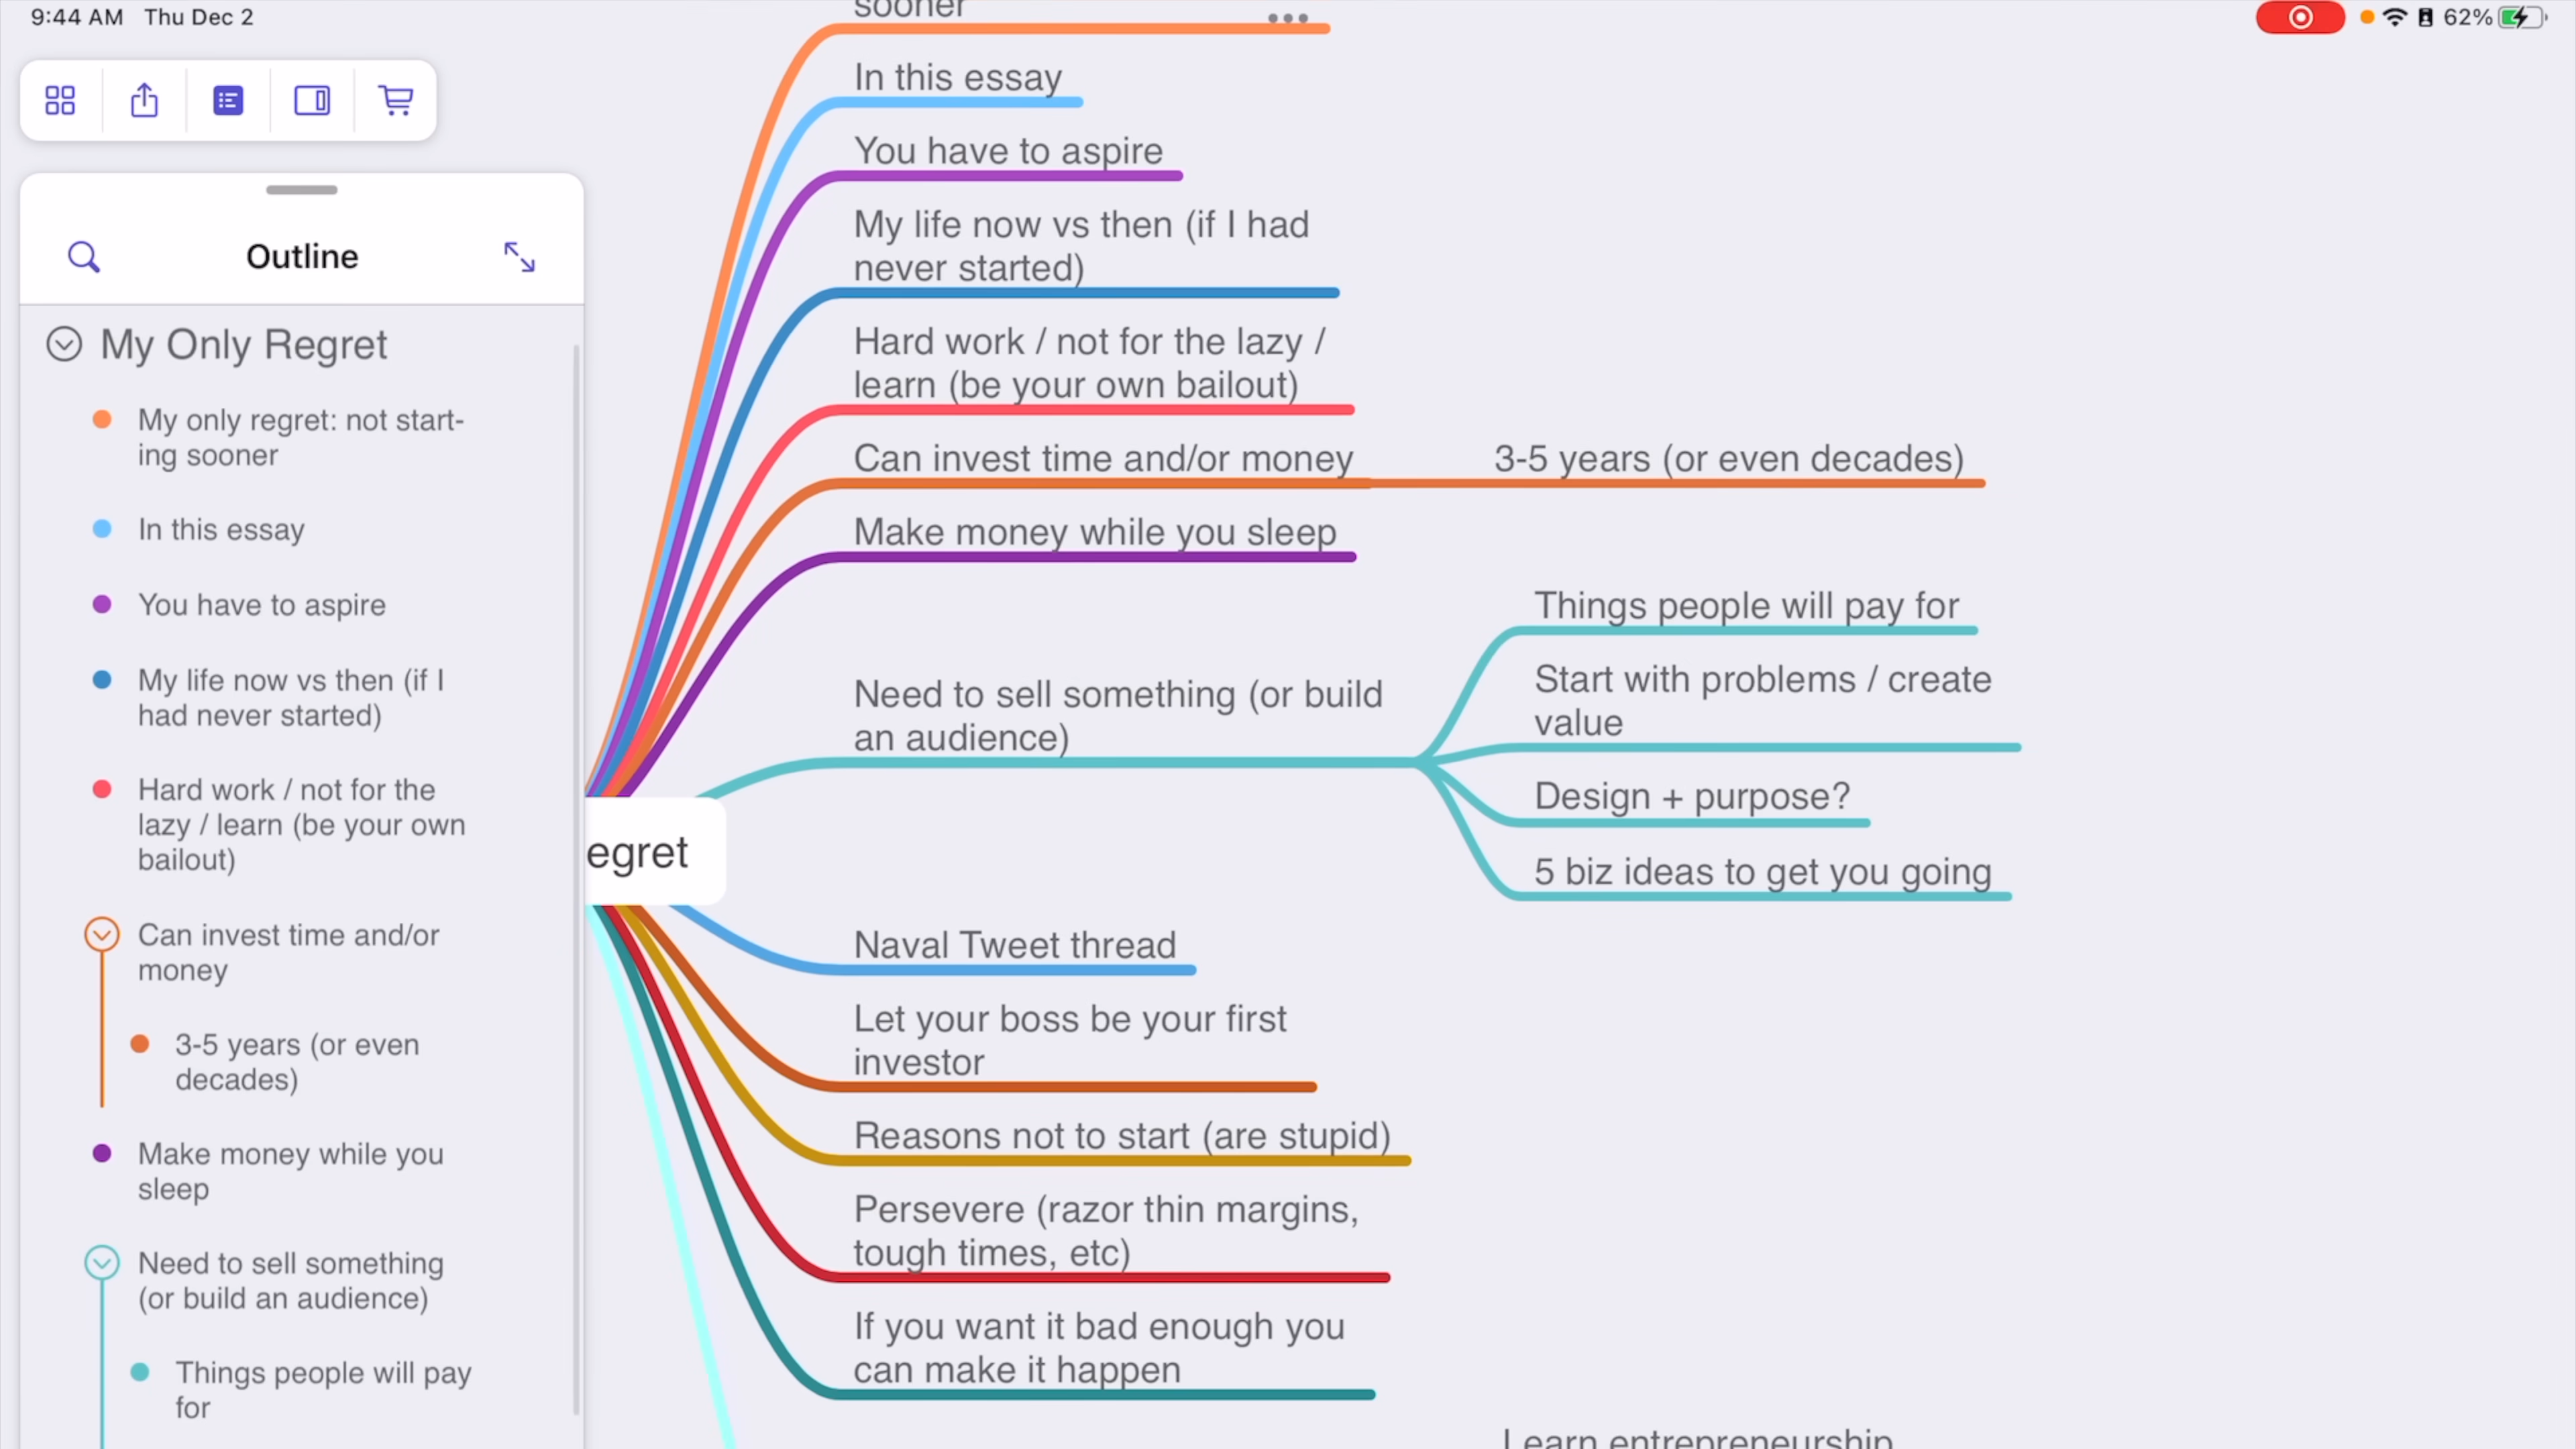 9:44 AM Thu Dec 2
62%
Outline
My Only Regret
My only regret: not start-
ing sooner
In this essay
You have to aspire
My life now vs then (if I
had never started)
Hard work / not for the
lazy / learn (be your own
bailout)
Can invest time and/or
money
3-5 years (or even
decades)
Make money while you
sleep
Need to sell something
(or build an audience)
Things people will pay
for
egret
sooner
In this essay
You have to aspire
My life now vs then (if I had
never started)
Hard work / not for the lazy /
learn (be your own bailout)
Can invest time and/or money
3-5 years (or even decades)
Make money while you sleep
Need to sell something (or build
an audience)
Things people will pay for
Start with problems / create
value
Design + purpose?
5 biz ideas to get you going
Naval Tweet thread
Let your boss be your first
investor
Reasons not to start (are stupid)
Persevere (razor thin margins,
tough times, etc)
If you want it bad enough you
can make it happen
Learn entrepreneurship